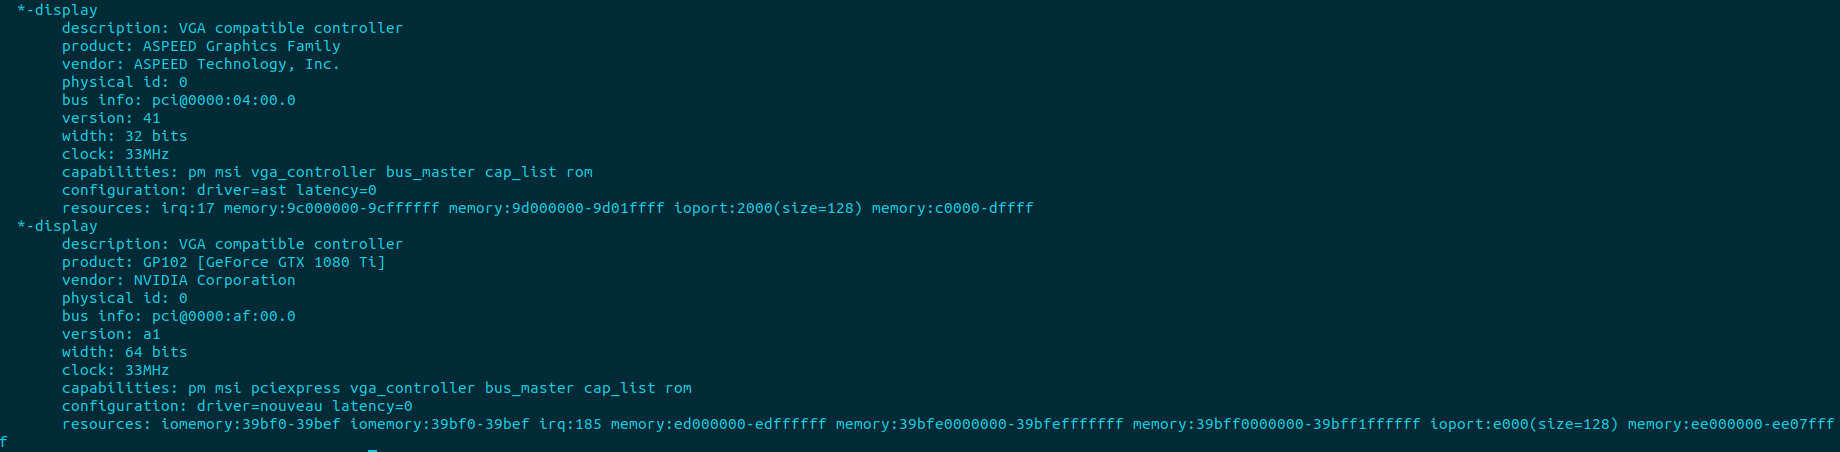 *-display
description: VGA compatible controller
product: ASPEED Graphics Family
vendor: ASPEED Technology, Inc.
physical id: 0
bus info: pci@0000:04:00.0
version: 41
width: 32 bits
clock: 33MHz
capabilities: pm msi vga_controller bus_master cap_list rom
configuration: driver=ast latency=0
resources: irq:17 memory:9c000000-9cffffff memory:9d000000-9d01ffff ioport:2000(size=128) memory:c0000-dffff
*-display
description: VGA compatible controller
product: GP102 [GeForce GTX 1080 Ti]
vendor: NVIDIA Corporation
physical id: 0
bus info: pci@0000:af:00.0
version: a1
width: 64 bits
clock: 33MHz
capabilities: pm msi pciexpress vga_controller bus_master cap_list rom
configuration: driver=nouveau latency=0
resources: iomemory:39bf0-39bef iomemory:39bf0-39bef irq:185 memory:ed000000-edffffff memory:39bfe0000000-39bfefffffff memory:39bff0000000-39bff1ffffff ioport:e000(size=128) memory:ee000000-ee07fff
f